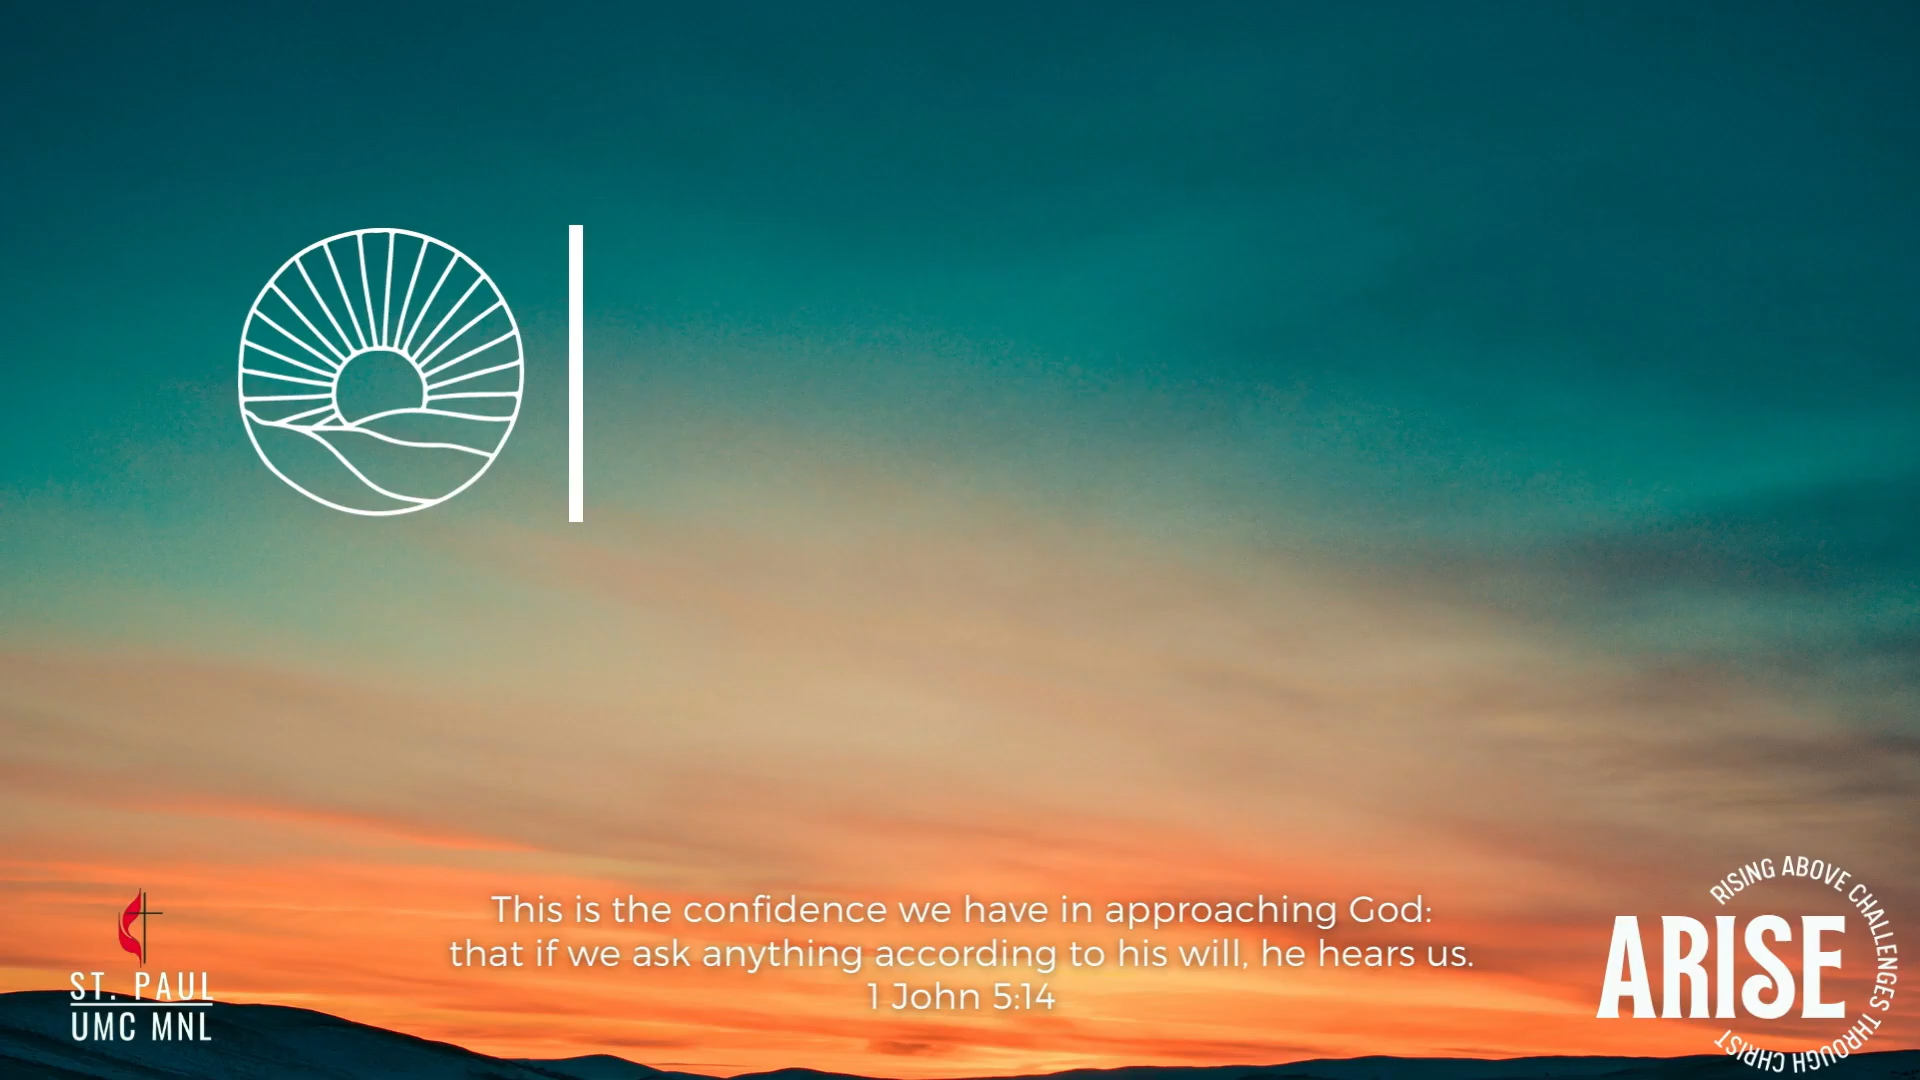 This is the confidence we have in approaching God:
that if we ask anything according to his will, he hears us.
1 John 5:14
ST. PAUL
UMC MNL
ARISE
RISING ABOVE CHALLENGES THROUGH CHRIST